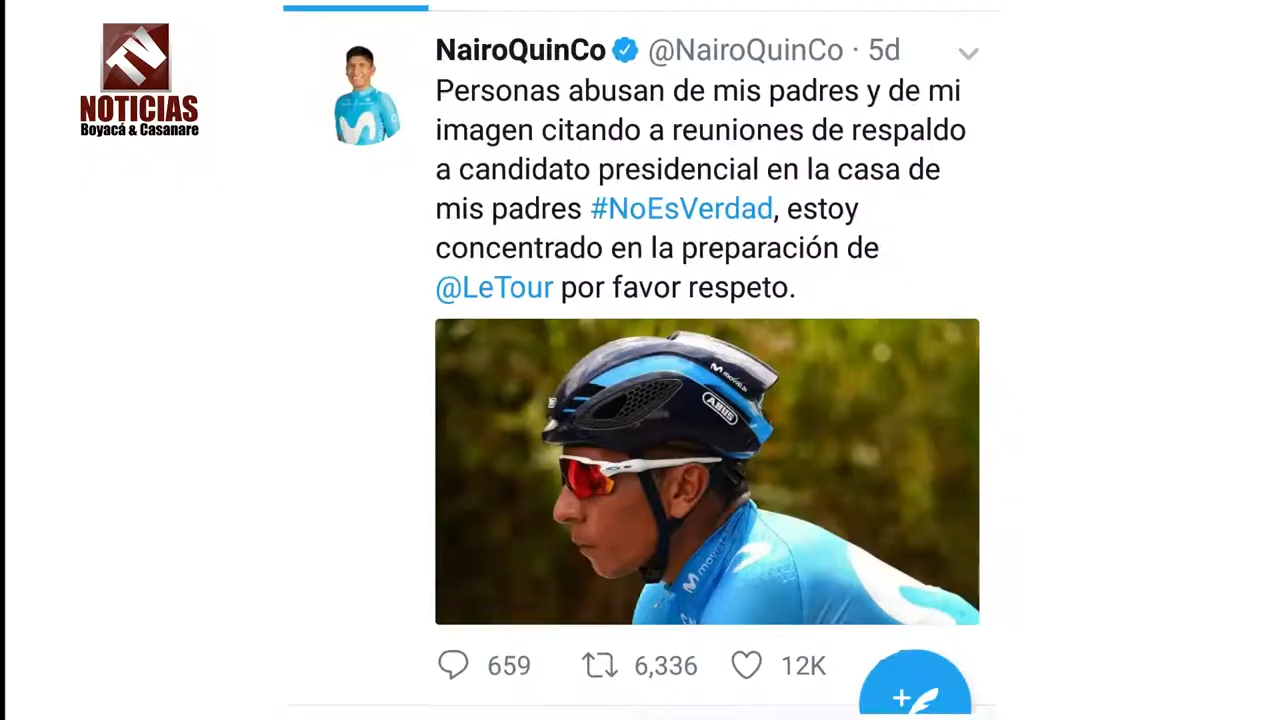 NOTICIAS
Boyacá & Casanare
NairoQuinCo @NairoQuinCo · 5d
Personas abusan de mis padres y de mi
imagen citando a reuniones de respaldo
a candidato presidencial en la casa de
mis padres #NoEsVerdad, estoy
concentrado en la preparación de
@LeTour por favor respeto.
M movistar
ABUS
M movis
659 6,336 12K